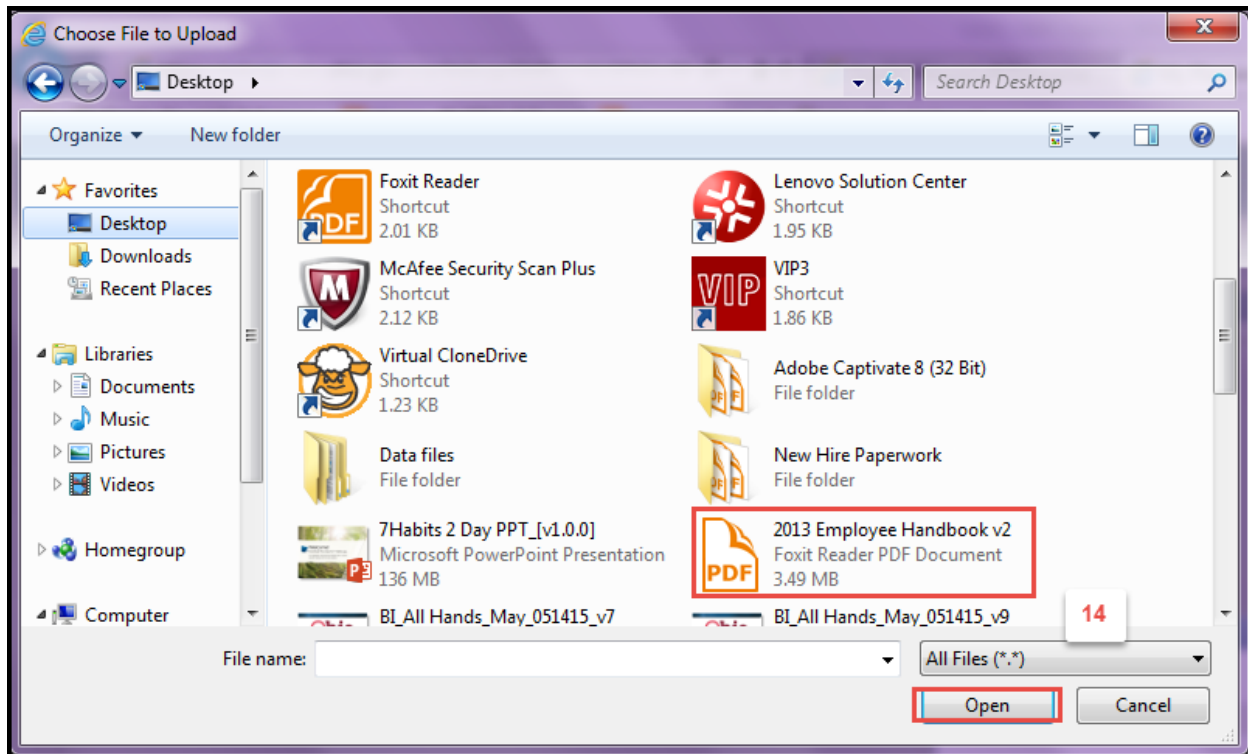 Choose File to Upload
Desktop
Search Desktop
Organize
New folder
Favorites
Desktop
Downloads
Recent Places
Libraries
Documents
Music
Pictures
Videos
Homegroup
Computer
PDF
Foxit Reader
Shortcut
2.01 KB
Lenovo Solution Center
Shortcut
1.95 KB
McAfee Security Scan Plus
Shortcut
2.12 KB
VIP
VIP3
Shortcut
1.86 KB
Virtual CloneDrive
Shortcut
1.23 KB
Adobe Captivate 8 (32 Bit)
File folder
Data files
File folder
New Hire Paperwork
File folder
7Habits 2 Day PPT_[v1.0.0]
Microsoft PowerPoint Presentation
136 MB
PDF
2013 Employee Handbook v2
Foxit Reader PDF Document
3.49 MB
BI_All Hands_May_051415_v7
BI_All Hands_May_051415_v9
14
File name:
All Files (*.*)
Open
Cancel